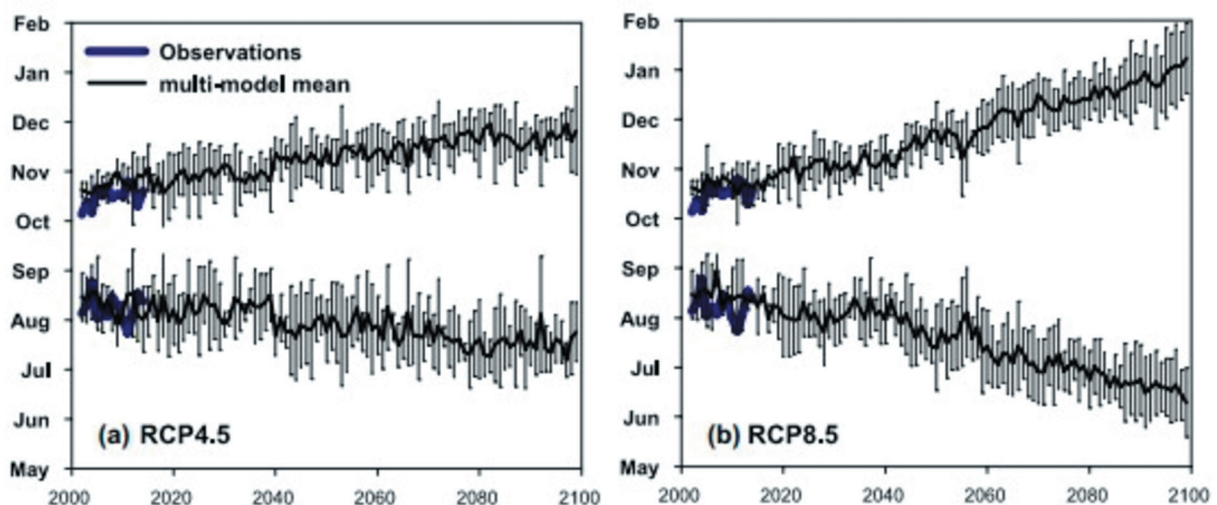 Feb
Jan
Dec
Nov
Oct
Sep
Aug
Jul
Jun
May
Observations
multi-model mean
(a) RCP4.5
2000 2020 2040 2060 2080 2100
Feb
Jan
Dec
Nov
Oct
Sep
Aug
Jul
Jun
May
(b) RCP8.5
2000 2020 2040 2060 2080 2100